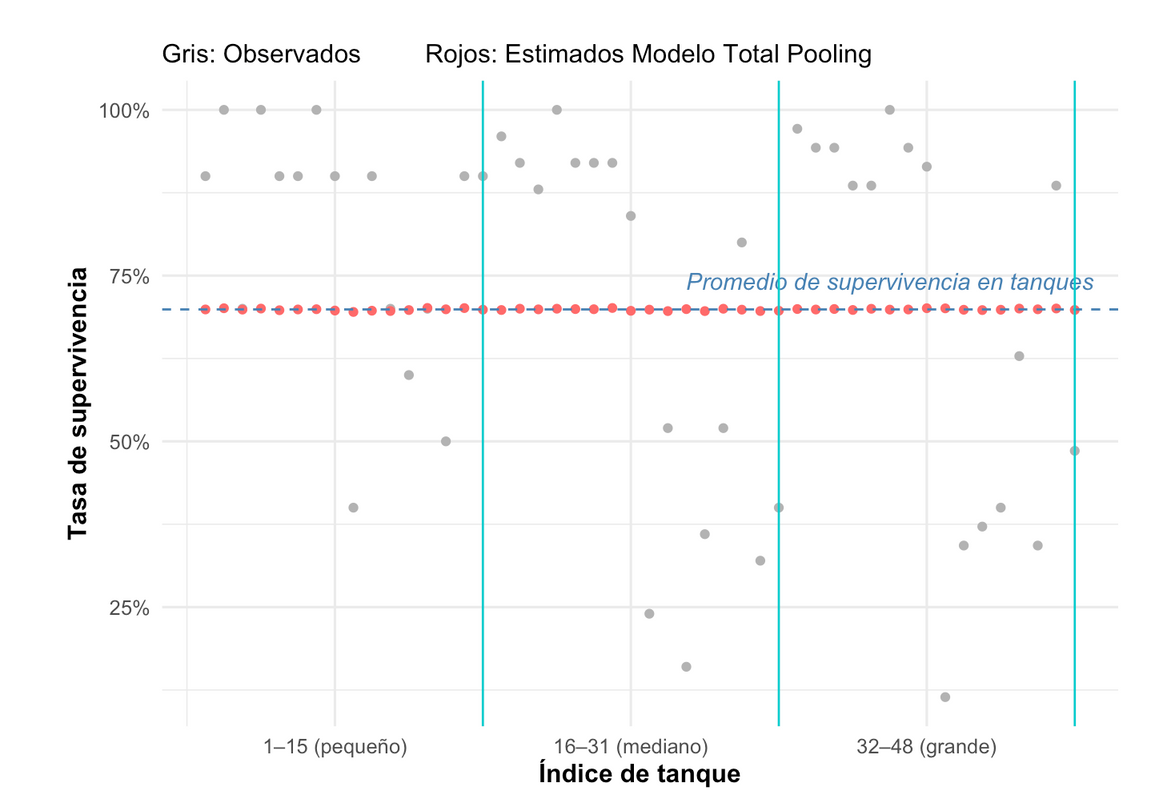 Gris: Observados Rojos: Estimados Modelo Total Pooling
100%
75%
50%
25%
Tasa de supervivencia
Promedio de supervivencia en tanques
1–15 (pequeño) 16–31 (mediano) 32–48 (grande)
Índice de tanque